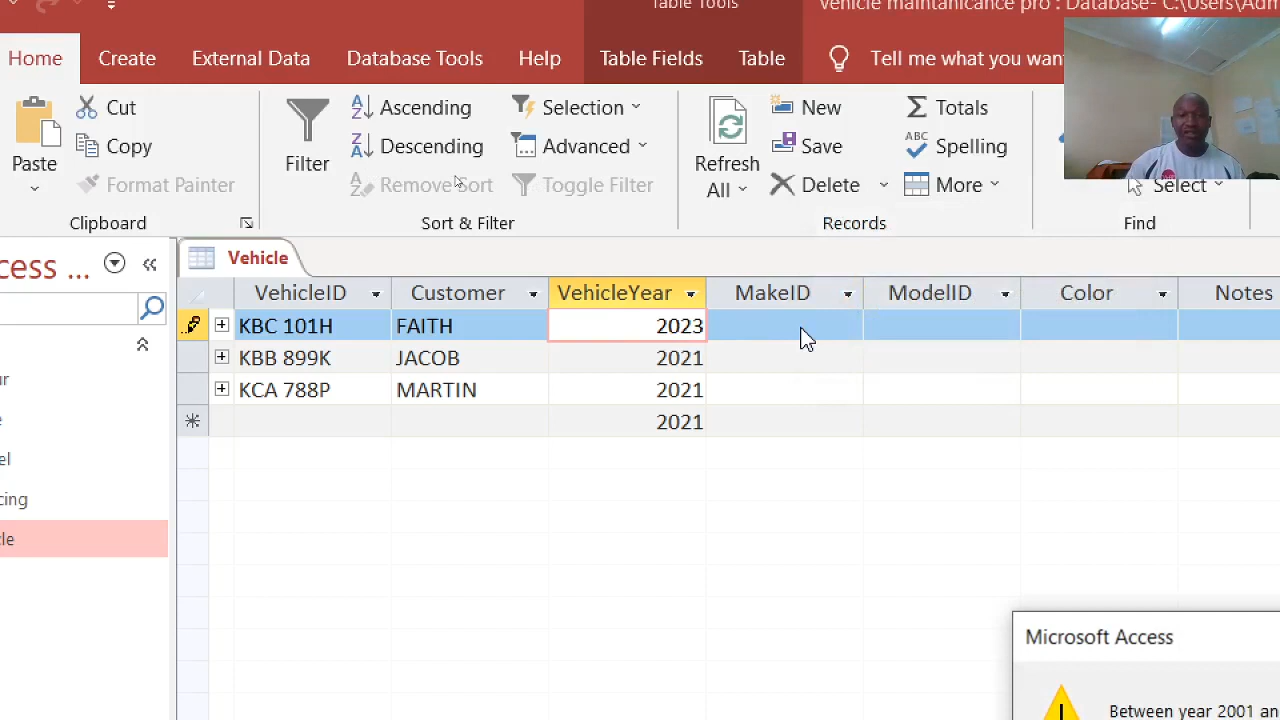 Table Tools
Vehicle maintanicance pro : Database- C:\Users\Adm
Home Create External Data Database Tools Help Table Fields Table Tell me what you want
Paste
Cut
Copy
Format Painter
Clipboard
Filter
Ascending
Descending
Remove Sort
Selection
Advanced
Toggle Filter
Sort & Filter
Refresh
All
New
Save
Delete
Totals
Spelling
More
Records
Select
Find
cess ...
Vehicle
VehicleID Customer VehicleYear MakeID ModelID Color Notes
KBC 101H FAITH 2023
KBB 899K JACOB 2021
KCA 788P MARTIN 2021
2021
cing
cle
Microsoft Access
Between year 2001 an